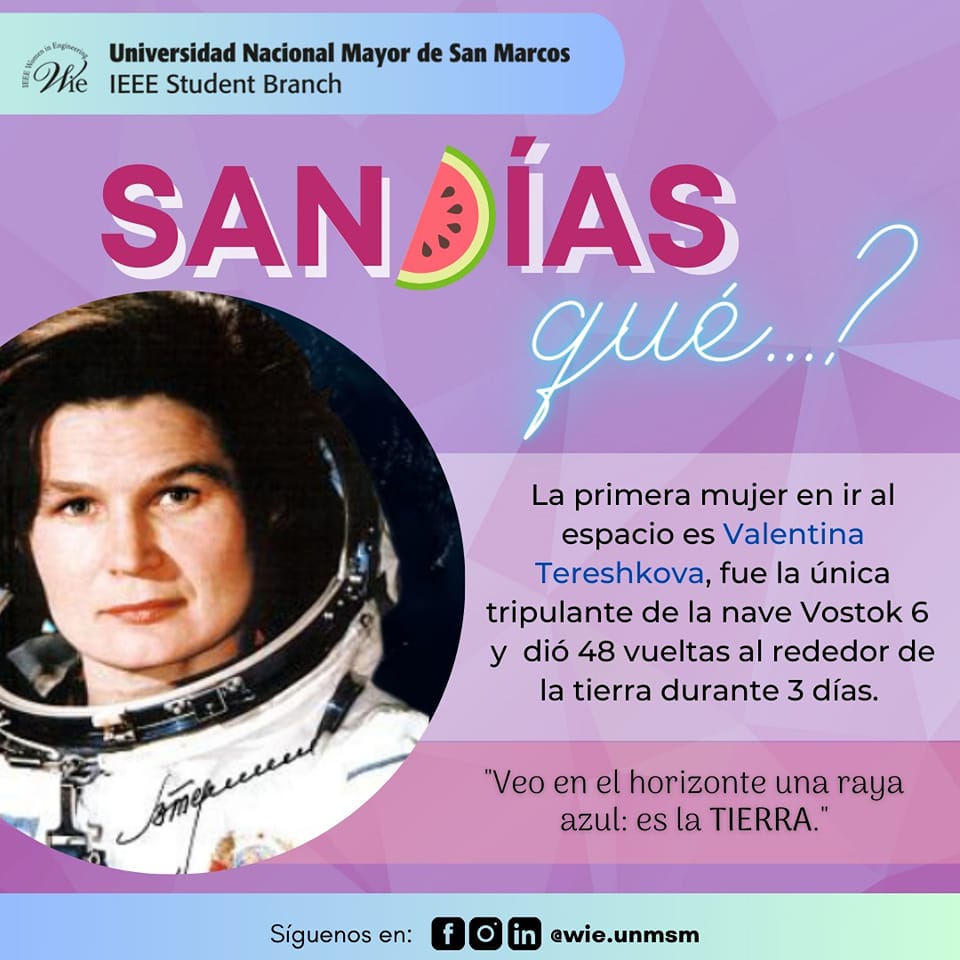 IEEE Women in Engineering
Wie
Universidad Nacional Mayor de San Marcos
IEEE Student Branch
SANDÍAS
qué...?
La primera mujer en ir al
espacio es Valentina
Tereshkova, fue la única
tripulante de la nave Vostok 6
y dió 48 vueltas al rededor de
la tierra durante 3 días.
"Veo en el horizonte una raya
azul: es la TIERRA."
Síguenos en: f in @wie.unmsm